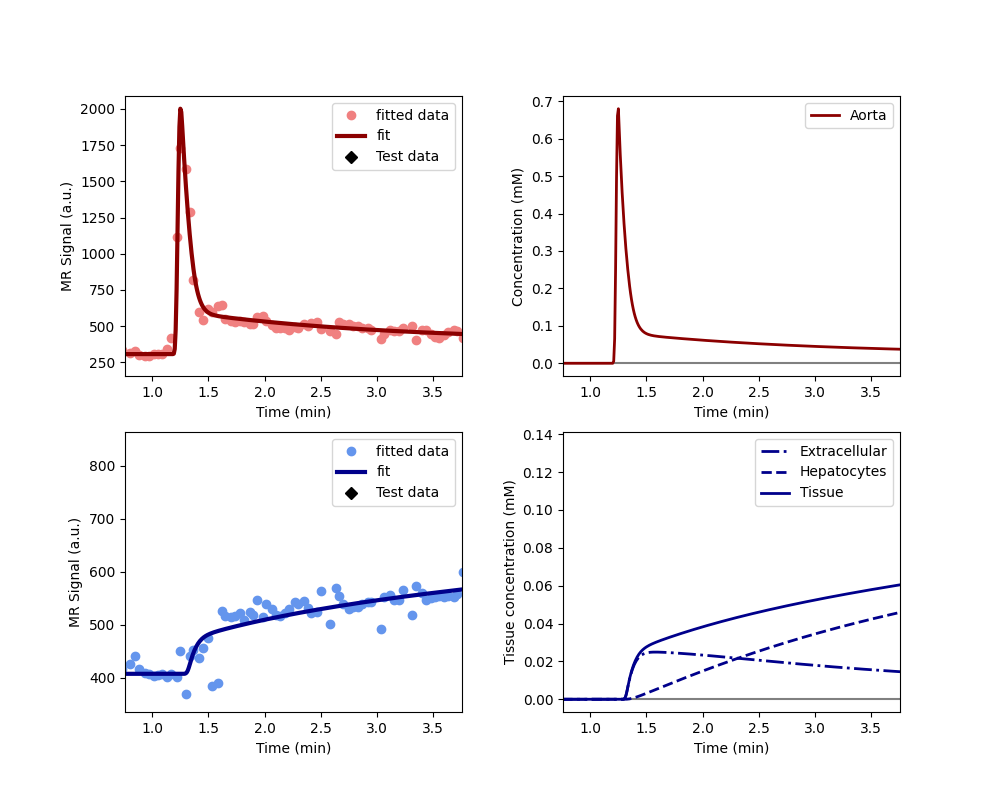 2000
1750
1500
1250
1000
750
500
250
MR Signal (a.u.)
fitted data
fit
Test data
1.0 1.5 2.0 2.5 3.0 3.5
Time (min)
0.7
0.6
0.5
0.4
0.3
0.2
0.1
0.0
Concentration (mM)
Aorta
1.0 1.5 2.0 2.5 3.0 3.5
Time (min)
800
700
600
500
400
MR Signal (a.u.)
fitted data
fit
Test data
1.0 1.5 2.0 2.5 3.0 3.5
Time (min)
0.14
0.12
0.10
0.08
0.06
0.04
0.02
0.00
Tissue concentration (mM)
Extracellular
Hepatocytes
Tissue
1.0 1.5 2.0 2.5 3.0 3.5
Time (min)